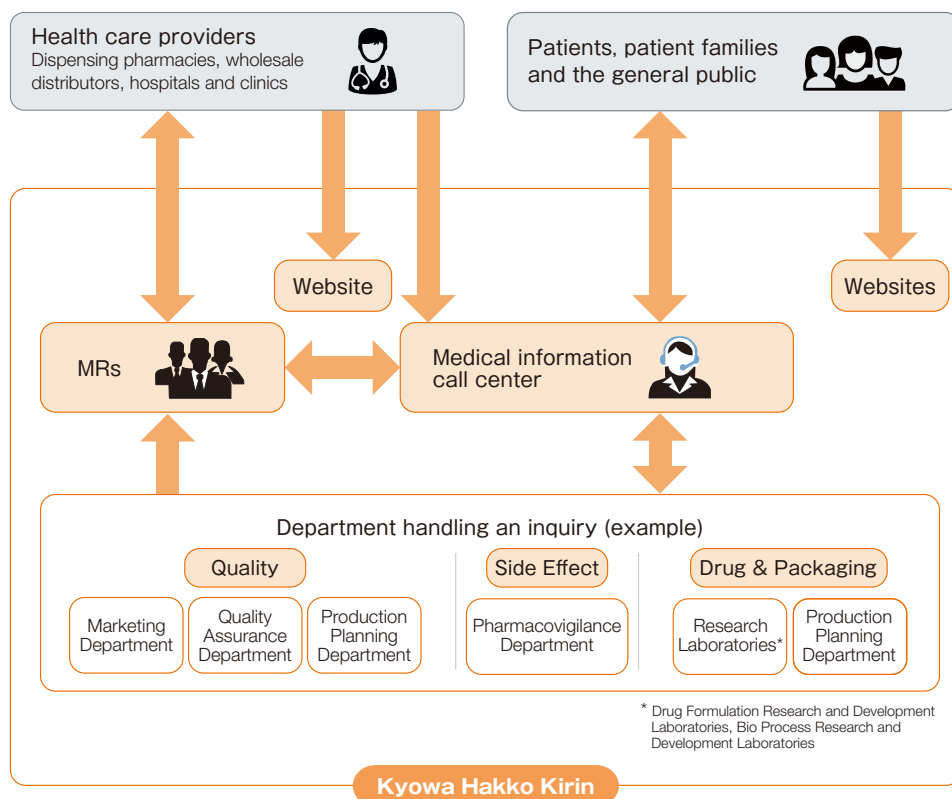 Health care providers
Dispensing pharmacies, wholesale
distributors, hospitals and clinics
Patients, patient families
and the general public
Website
Websites
MRs
Medical information
call center
Department handling an inquiry (example)
Quality
Side Effect
Drug & Packaging
Marketing
Department
Quality
Assurance
Department
Production
Planning
Department
Pharmacovigilance
Department
Research
Laboratories*
Production
Planning
Department
* Drug Formulation Research and Development
Laboratories, Bio Process Research and
Development Laboratories
Kyowa Hakko Kirin